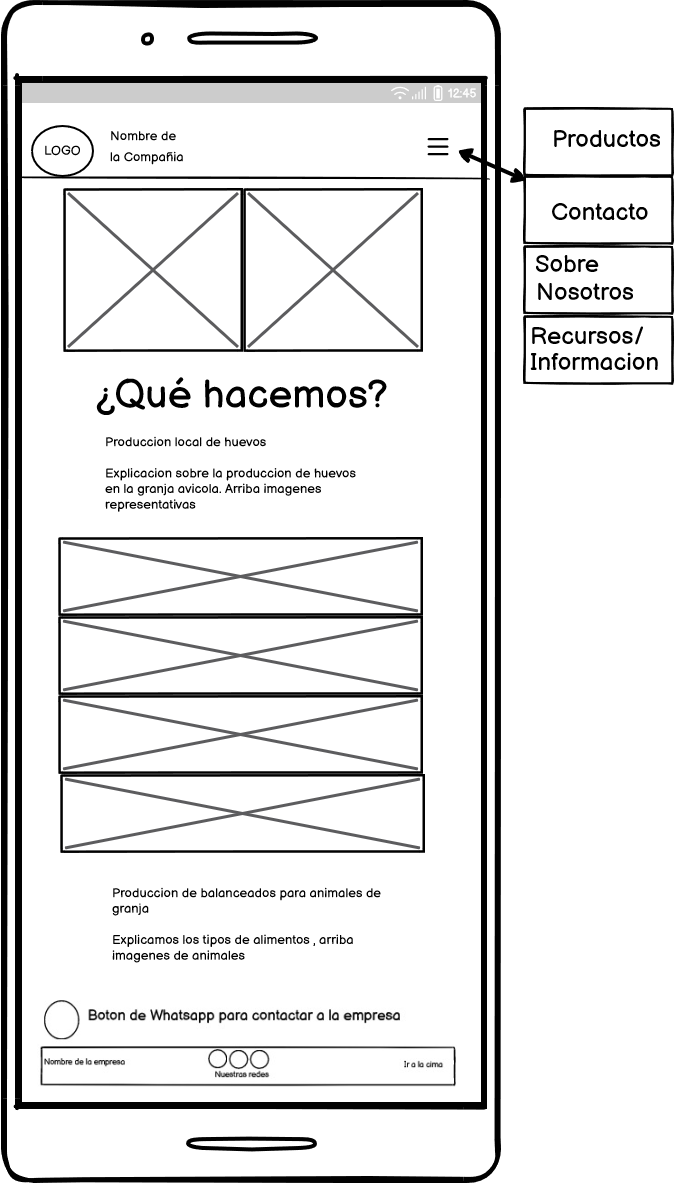 12:45
LOGO
Nombre de
la Compañia
Productos
Contacto
Sobre
Nosotros
Recursos/
Informacion
¿Qué hacemos?
Produccion local de huevos
Explicacion sobre la produccion de huevos
en la granja avicola. Arriba imagenes
representativas
Produccion de balanceados para animales de
granja
Explicamos los tipos de alimentos , arriba
imagenes de animales
Boton de Whatsapp para contactar a la empresa
Nombre de la empresa
Nuestras redes
Ir a la cima